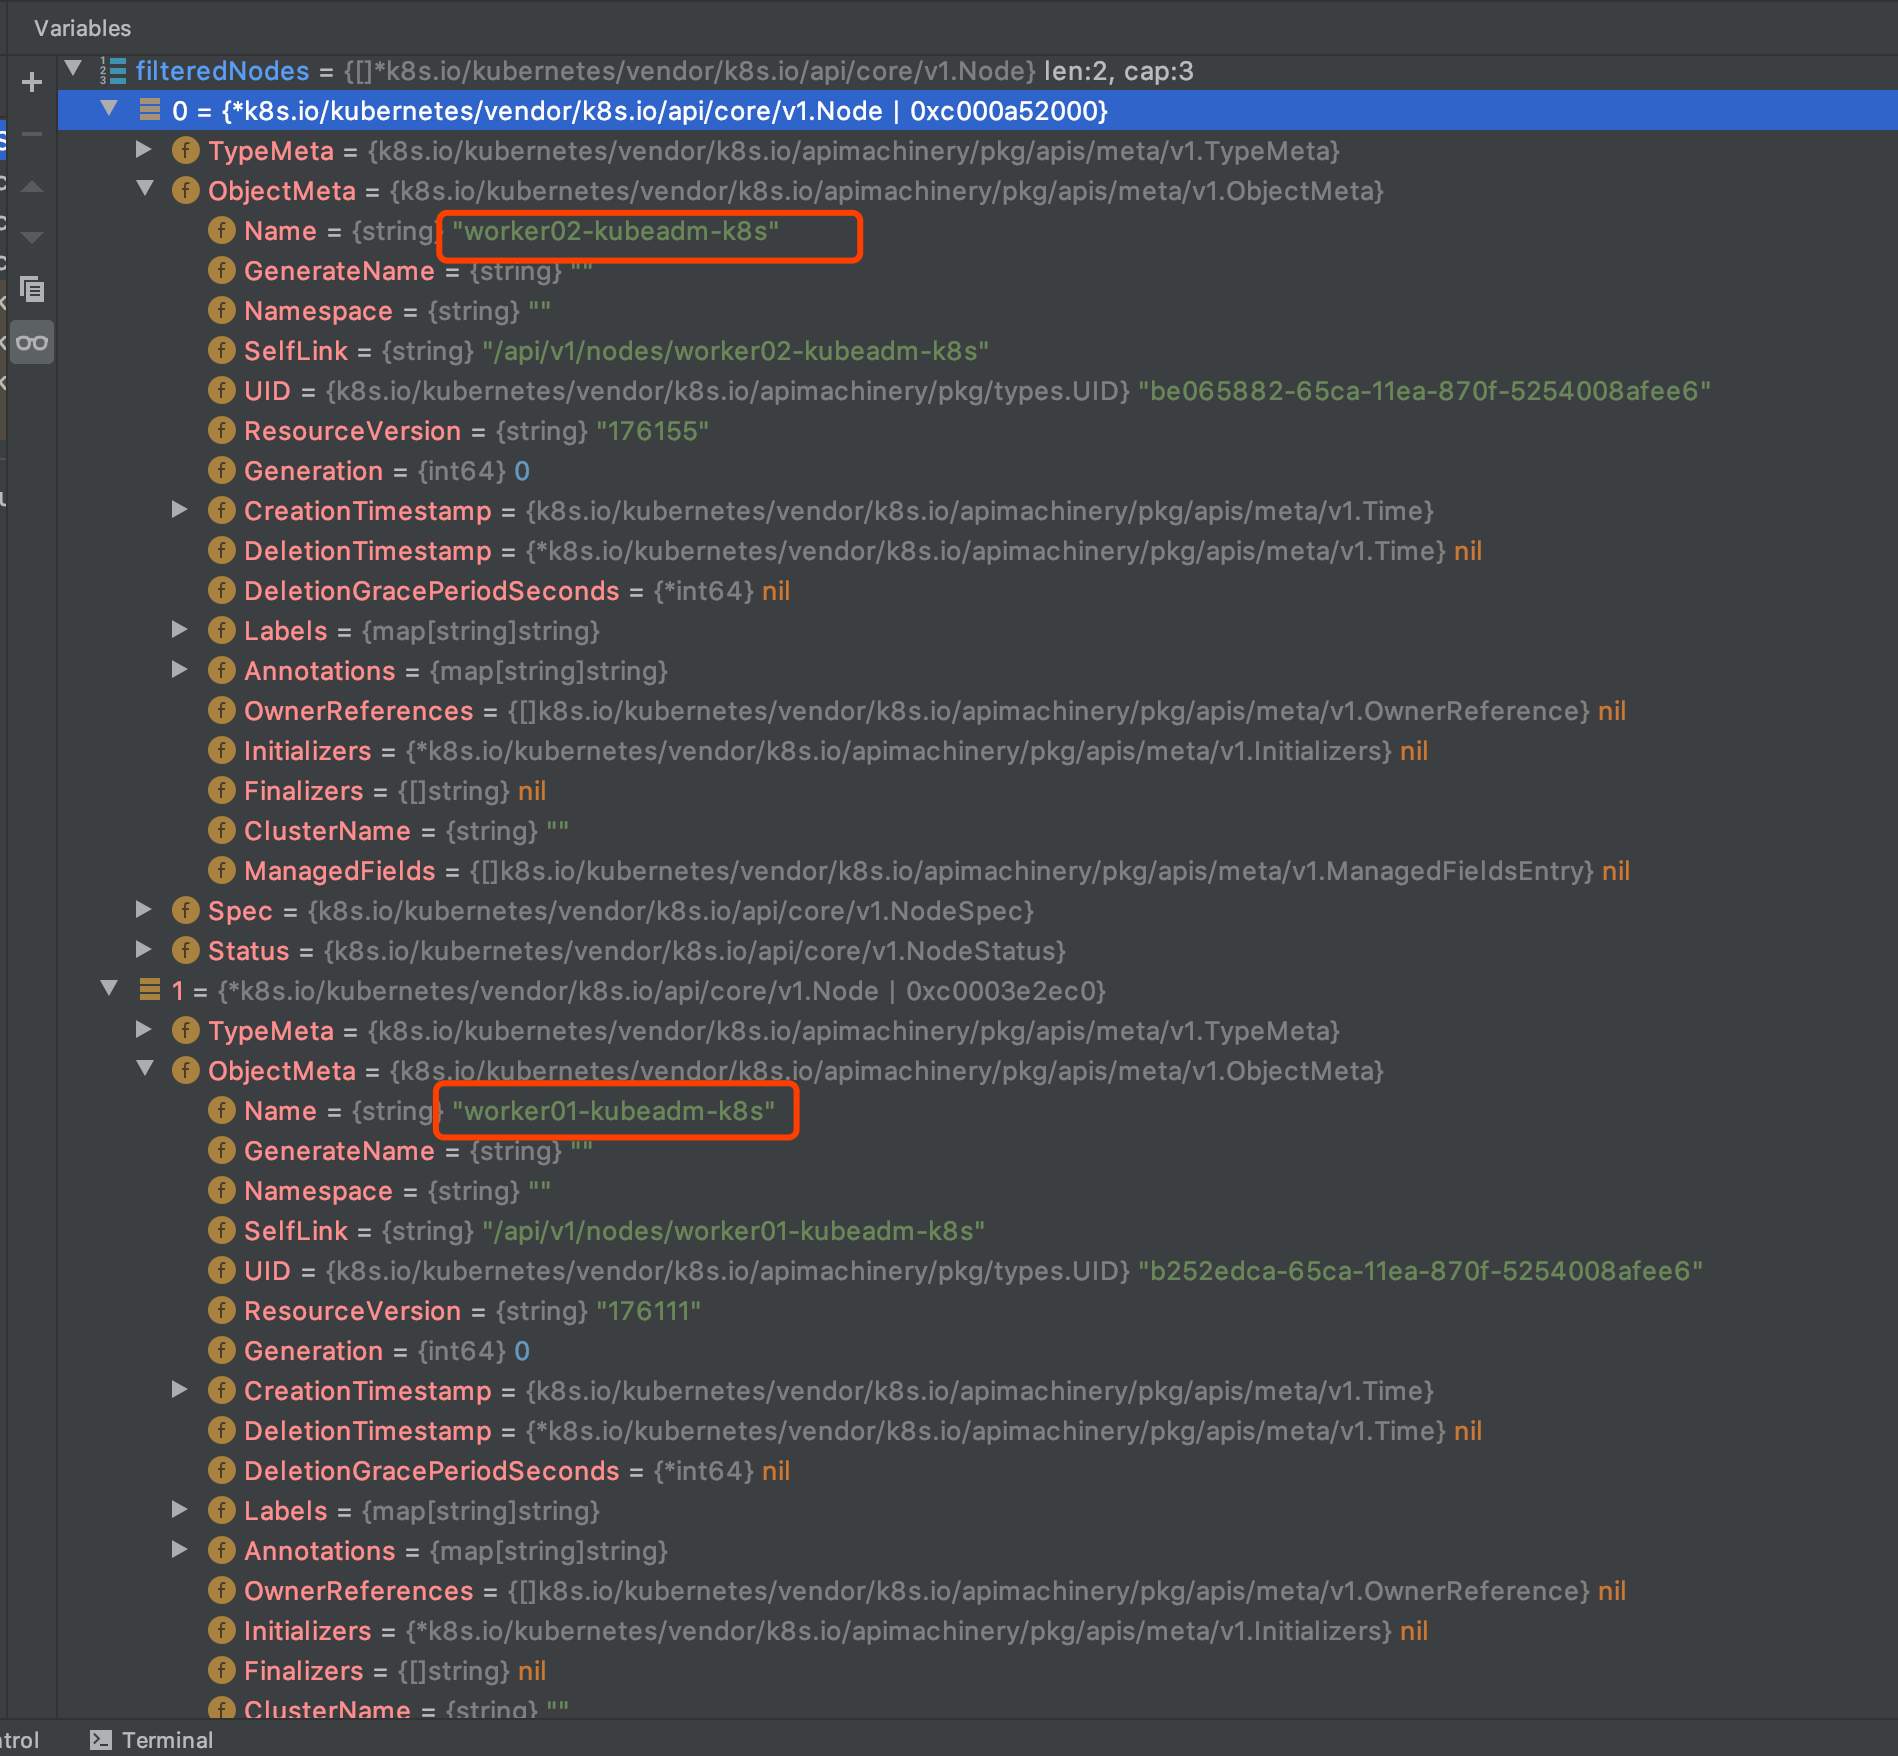 Variables
filteredNodes = {[]*k8s.io/kubernetes/vendor/k8s.io/api/core/v1.Node} len:2, cap:3
0 = {*k8s.io/kubernetes/vendor/k8s.io/api/core/v1.Node | 0xc000a52000}
TypeMeta = {k8s.io/kubernetes/vendor/k8s.io/apimachinery/pkg/apis/meta/v1.TypeMeta}
ObjectMeta = {k8s.io/kubernetes/vendor/k8s.io/apimachinery/pkg/apis/meta/v1.ObjectMeta}
Name = {string} "worker02-kubeadm-k8s"
GenerateName = {string} ""
Namespace = {string} ""
SelfLink = {string} "/api/v1/nodes/worker02-kubeadm-k8s"
UID = {k8s.io/kubernetes/vendor/k8s.io/apimachinery/pkg/types.UID} "be065882-65ca-11ea-870f-5254008afee6"
ResourceVersion = {string} "176155"
Generation = {int64} 0
CreationTimestamp = {k8s.io/kubernetes/vendor/k8s.io/apimachinery/pkg/apis/meta/v1.Time}
DeletionTimestamp = {*k8s.io/kubernetes/vendor/k8s.io/apimachinery/pkg/apis/meta/v1.Time} nil
DeletionGracePeriodSeconds = {*int64} nil
Labels = {map[string]string}
Annotations = {map[string]string}
OwnerReferences = {[]k8s.io/kubernetes/vendor/k8s.io/apimachinery/pkg/apis/meta/v1.OwnerReference} nil
Initializers = {*k8s.io/kubernetes/vendor/k8s.io/apimachinery/pkg/apis/meta/v1.Initializers} nil
Finalizers = {[]string} nil
ClusterName = {string} ""
ManagedFields = {[]k8s.io/kubernetes/vendor/k8s.io/apimachinery/pkg/apis/meta/v1.ManagedFieldsEntry} nil
Spec = {k8s.io/kubernetes/vendor/k8s.io/api/core/v1.NodeSpec}
Status = {k8s.io/kubernetes/vendor/k8s.io/api/core/v1.NodeStatus}
1 = {*k8s.io/kubernetes/vendor/k8s.io/api/core/v1.Node | 0xc0003e2ec0}
TypeMeta = {k8s.io/kubernetes/vendor/k8s.io/apimachinery/pkg/apis/meta/v1.TypeMeta}
ObjectMeta = {k8s.io/kubernetes/vendor/k8s.io/apimachinery/pkg/apis/meta/v1.ObjectMeta}
Name = {string} "worker01-kubeadm-k8s"
GenerateName = {string} ""
Namespace = {string} ""
SelfLink = {string} "/api/v1/nodes/worker01-kubeadm-k8s"
UID = {k8s.io/kubernetes/vendor/k8s.io/apimachinery/pkg/types.UID} "b252edca-65ca-11ea-870f-5254008afee6"
ResourceVersion = {string} "176111"
Generation = {int64} 0
CreationTimestamp = {k8s.io/kubernetes/vendor/k8s.io/apimachinery/pkg/apis/meta/v1.Time}
DeletionTimestamp = {*k8s.io/kubernetes/vendor/k8s.io/apimachinery/pkg/apis/meta/v1.Time} nil
DeletionGracePeriodSeconds = {*int64} nil
Labels = {map[string]string}
Annotations = {map[string]string}
OwnerReferences = {[]k8s.io/kubernetes/vendor/k8s.io/apimachinery/pkg/apis/meta/v1.OwnerReference} nil
Initializers = {*k8s.io/kubernetes/vendor/k8s.io/apimachinery/pkg/apis/meta/v1.Initializers} nil
Finalizers = {[]string} nil
ClusterName = {string} ""
trol Terminal